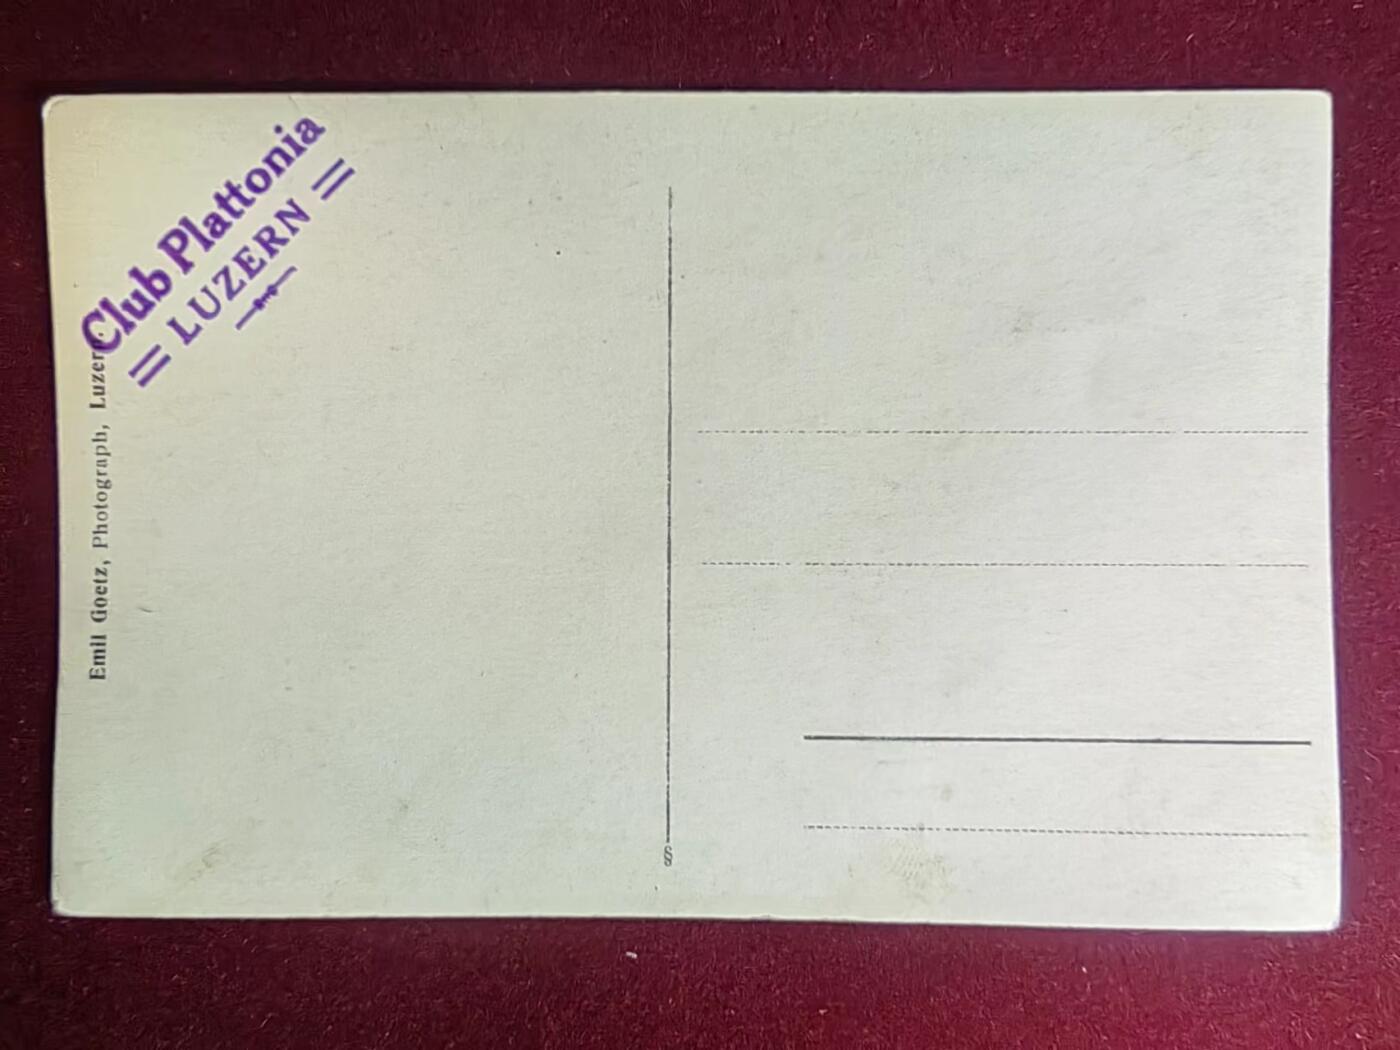 Club Plattonia
LUZERN
Emil Goetz, Photograph, Luzern